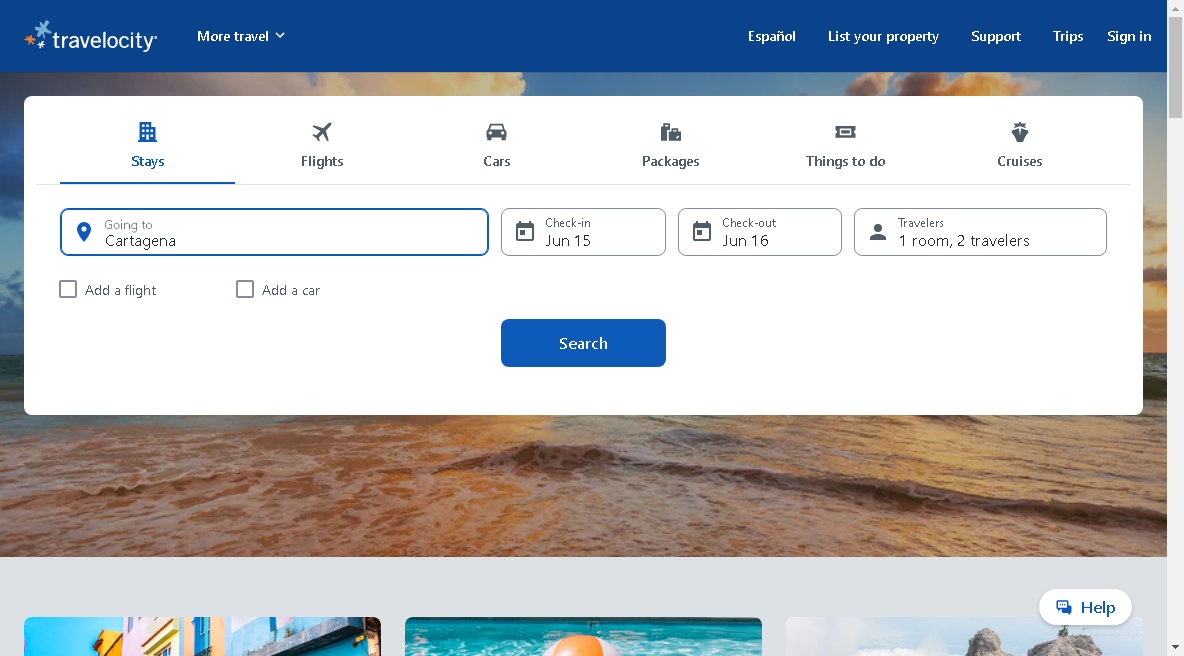 travelocity
More travel
Español
List your property
Support
Trips
Sign in
Stays
Flights
Cars
Packages
Things to do
Cruises
Going to
Cartagena
Check-in
Jun 15
Check-out
Jun 16
Travelers
1 room, 2 travelers
Add a flight
Add a car
Search
Help